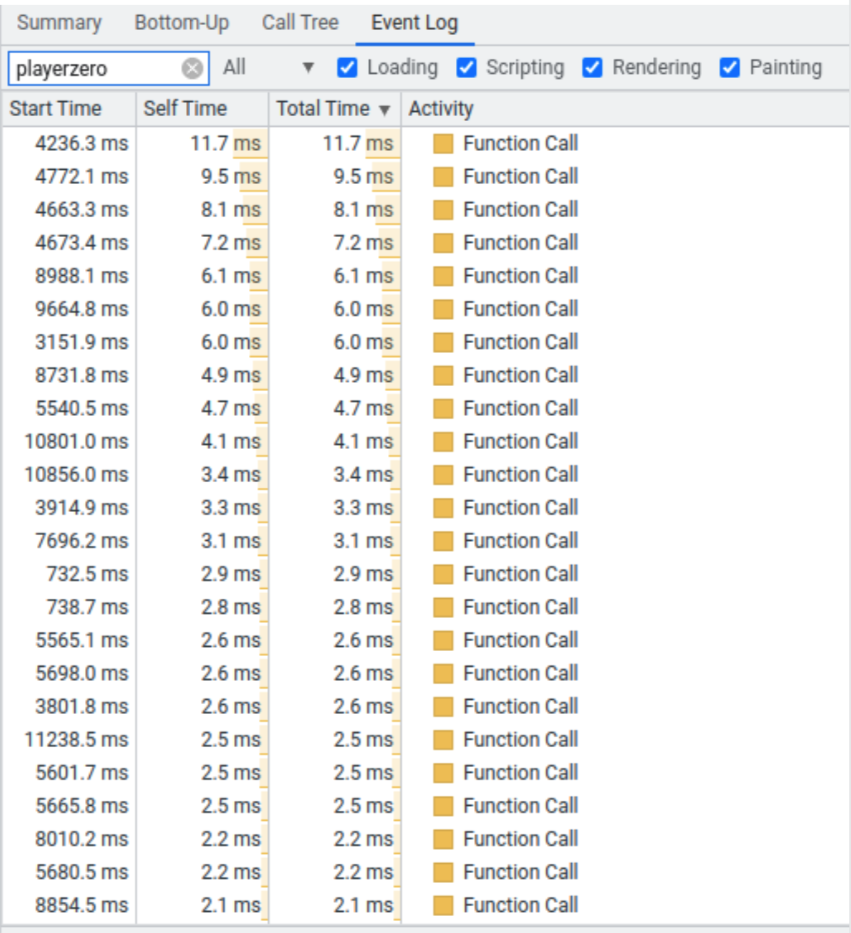 Summary Bottom-Up Call Tree Event Log
playerzero All Loading Scripting Rendering Painting
Start Time Self Time Total Time Activity
4236.3 ms 11.7 ms 11.7 ms Function Call
4772.1 ms 9.5 ms 9.5 ms Function Call
4663.3 ms 8.1 ms 8.1 ms Function Call
4673.4 ms 7.2 ms 7.2 ms Function Call
8988.1 ms 6.1 ms 6.1 ms Function Call
9664.8 ms 6.0 ms 6.0 ms Function Call
3151.9 ms 6.0 ms 6.0 ms Function Call
8731.8 ms 4.9 ms 4.9 ms Function Call
5540.5 ms 4.7 ms 4.7 ms Function Call
10801.0 ms 4.1 ms 4.1 ms Function Call
10856.0 ms 3.4 ms 3.4 ms Function Call
3914.9 ms 3.3 ms 3.3 ms Function Call
7696.2 ms 3.1 ms 3.1 ms Function Call
732.5 ms 2.9 ms 2.9 ms Function Call
738.7 ms 2.8 ms 2.8 ms Function Call
5565.1 ms 2.6 ms 2.6 ms Function Call
5698.0 ms 2.6 ms 2.6 ms Function Call
3801.8 ms 2.6 ms 2.6 ms Function Call
11238.5 ms 2.5 ms 2.5 ms Function Call
5601.7 ms 2.5 ms 2.5 ms Function Call
5665.8 ms 2.5 ms 2.5 ms Function Call
8010.2 ms 2.2 ms 2.2 ms Function Call
5680.5 ms 2.2 ms 2.2 ms Function Call
8854.5 ms 2.1 ms 2.1 ms Function Call